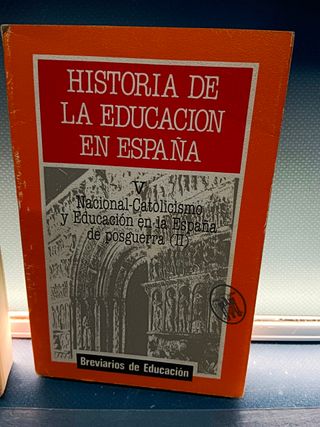 HISTORIA DE
LA EDUCACION
EN ESPAÑA
V
Nacional-Catolicismo
y Educación en la España
de posguerra (II)
Breviarios de Educación